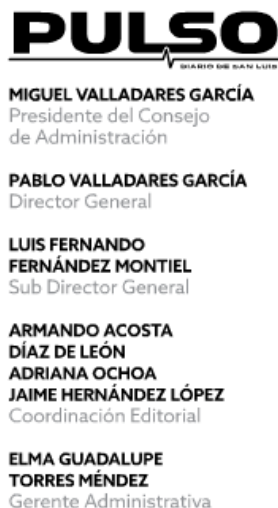 PULSO
DIARIO DE SAN LUIS
MIGUEL VALLADARES GARCÍA
Presidente del Consejo
de Administración
PABLO VALLADARES GARCÍA
Director General
LUIS FERNANDO
FERNÁNDEZ MONTIEL
Sub Director General
ARMANDO ACOSTA
DÍAZ DE LEÓN
ADRIANA OCHOA
JAIME HERNÁNDEZ LÓPEZ
Coordinación Editorial
ELMA GUADALUPE
TORRES MÉNDEZ
Gerente Administrativa